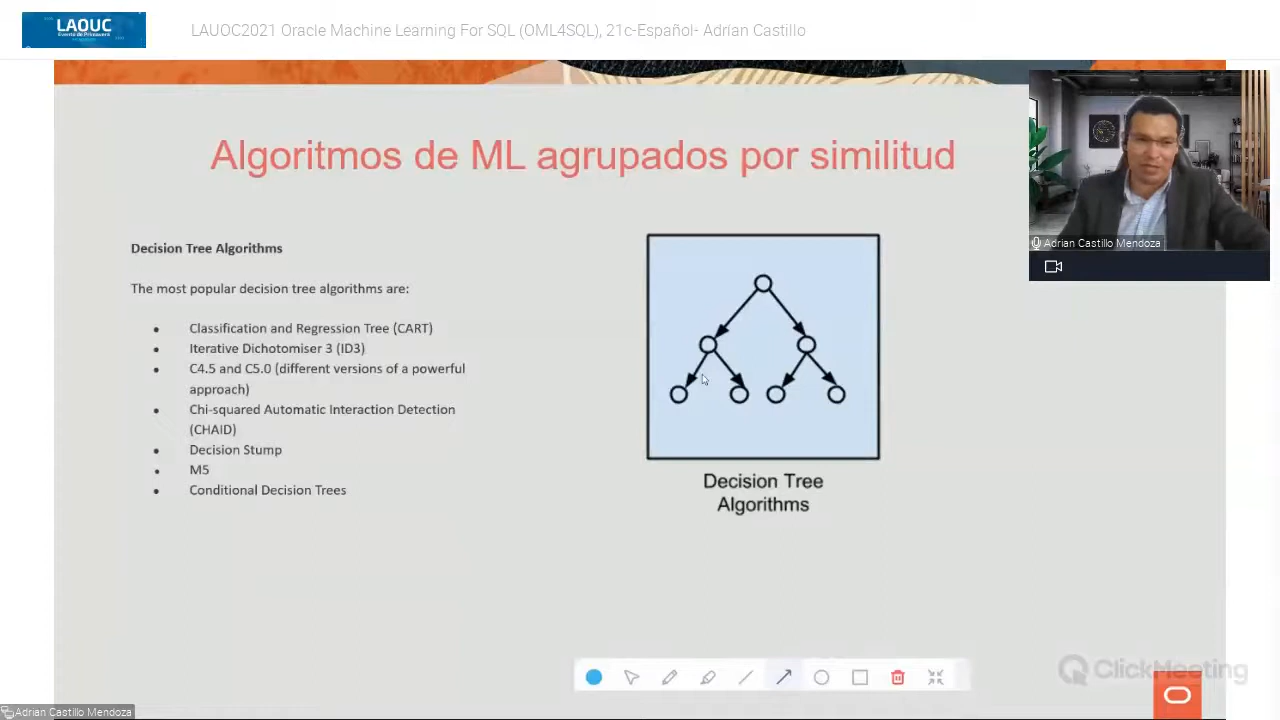 LAOUC
LAUOC2021 Oracle Machine Learning For SQL (OML4SQL), 21c-Español- Adrían Castillo
Algoritmos de ML agrupados por similitud
Adrian Castillo Mendoza
Decision Tree Algorithms
The most popular decision tree algorithms are:
• Classification and Regression Tree (CART)
• Iterative Dichotomiser 3 (ID3)
• C4.5 and C5.0 (different versions of a powerful
approach)
• Chi-squared Automatic Interaction Detection
(CHAID)
• Decision Stump
• M5
• Conditional Decision Trees
Decision Tree
Algorithms
ClickMeeting
Adrian Castillo Mendoza